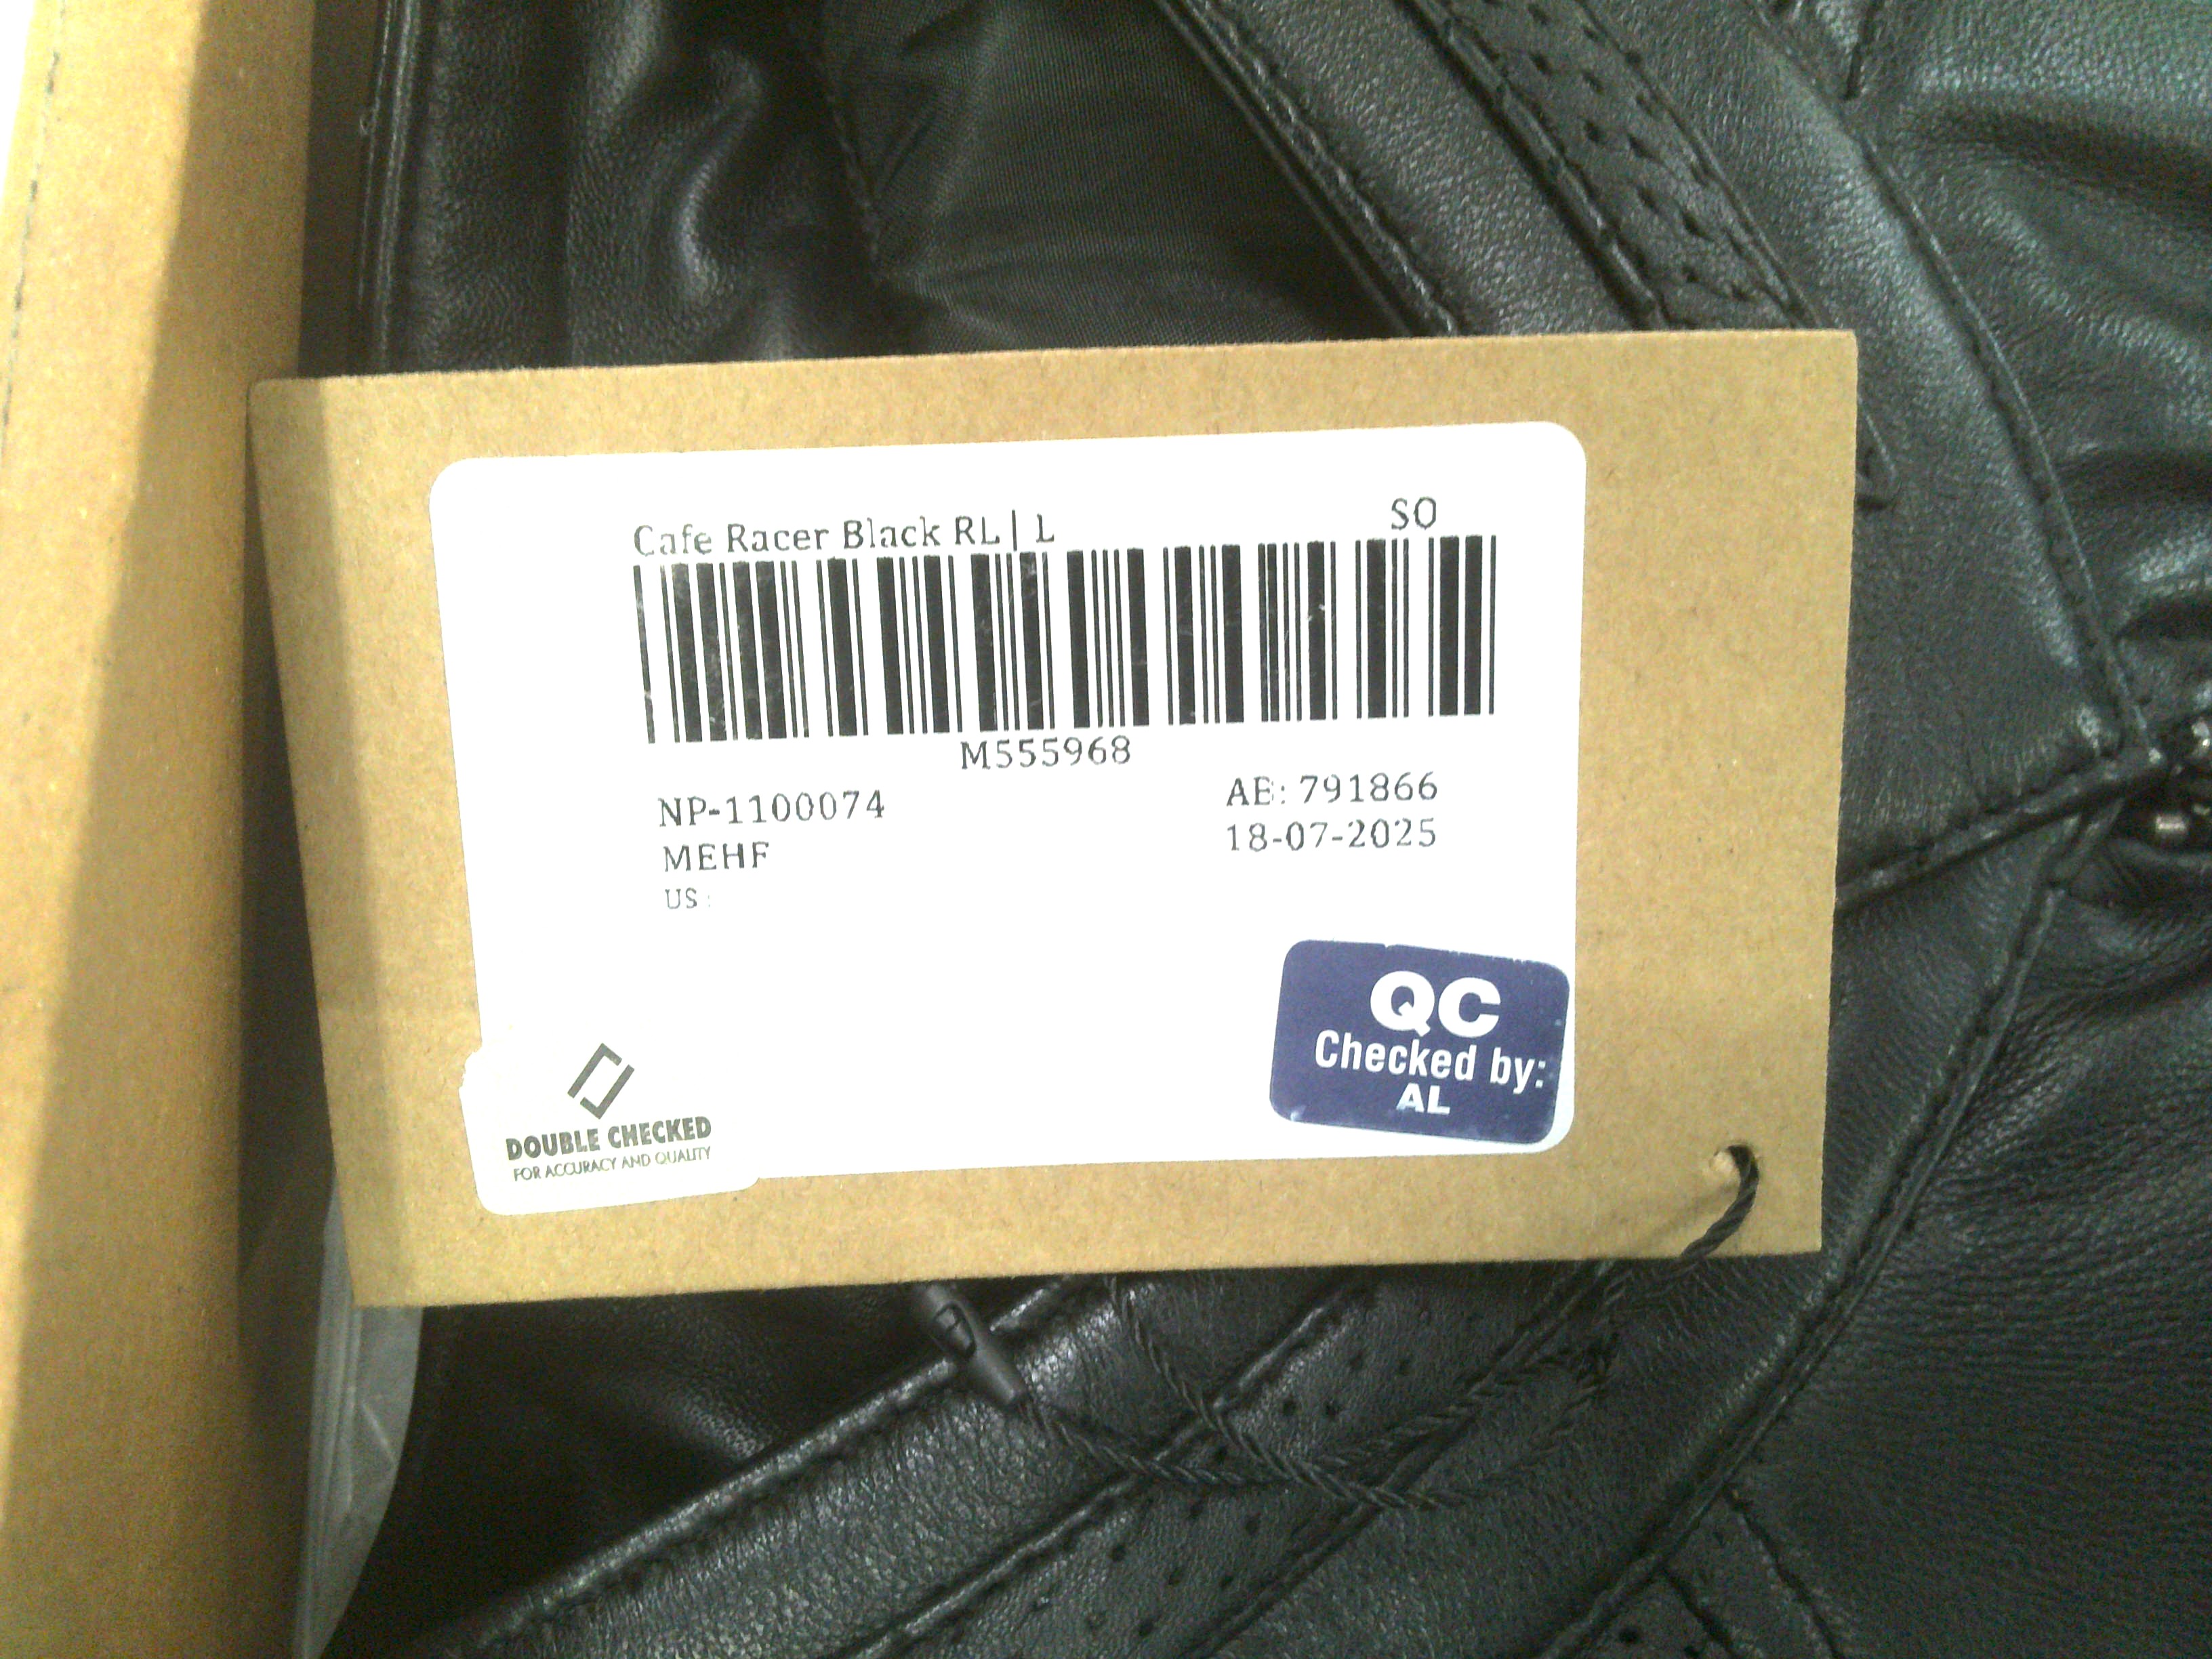 Cafe Racer Black RL| L
SO
M555968
NP-1100074
AE: 791866
MEHF
18-07-2025
US :
QC
Checked by:
AL
DOUBLE CHECKED
FOR ACCURACY AND QUALITY